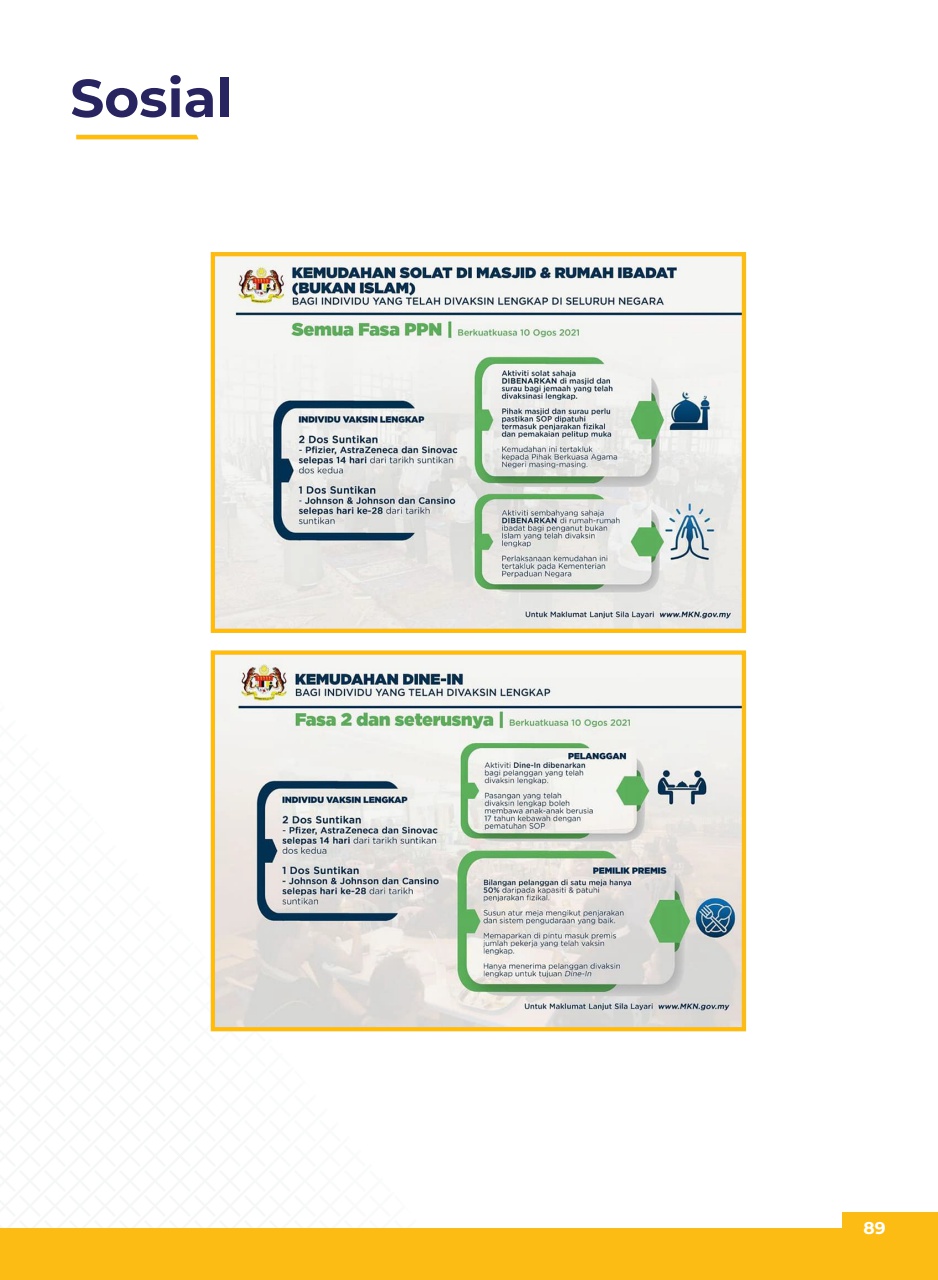 Sosial
KEMUDAHAN SOLAT DI MASJID & RUMAH IBADAT
(BUKAN ISLAM)
BAGI INDIVIDU YANG TELAH DIVAKSIN LENGKAP DI SELURUH NEGARA
Semua Fasa PPN | Berkuatkuasa 10 Ogos 2021
INDIVIDU VAKSIN LENGKAP
2 Dos Suntikan
- Pfizier, AstraZeneca dan Sinovac
selepas 14 hari dari tarikh suntikan
dos kedua
1 Dos Suntikan
- Johnson & Johnson dan Cansino
selepas hari ke-28 dari tarikh
suntikan
Aktiviti solat sahaja
DIBENARKAN di masjid dan
surau bagi jemaah yang telah
divaksinasi lengkap.
Pihak masjid dan surau perlu
pastikan SOP dipatuhi
termasuk penjarakan fizikal
dan pemakaian pelitup muka
Kemudahan ini tertakluk
kepada Pihak Berkuasa Agama
Negeri masing-masing.
Aktiviti sembahyang sahaja
DIBENARKAN di rumah-rumah
ibadat bagi penganut bukan
Islam yang telah divaksin
lengkap
Perlaksanaan kemudahan ini
tertakluk pada Kementerian
Perpaduan Negara
Untuk Maklumat Lanjut Sila Layari www.MKN.gov.my
KEMUDAHAN DINE-IN
BAGI INDIVIDU YANG TELAH DIVAKSIN LENGKAP
Fasa 2 dan seterusnya | Berkuatkuasa 10 Ogos 2021
INDIVIDU VAKSIN LENGKAP
2 Dos Suntikan
- Pfizier, AstraZeneca dan Sinovac
selepas 14 hari dari tarikh suntikan
dos kedua
1 Dos Suntikan
- Johnson & Johnson dan Cansino
selepas hari ke-28 dari tarikh
suntikan
PELANGGAN
Aktiviti Dine-In dibenarkan
bagi pelanggan yang telah
divaksin lengkap.
Pasangan yang telah
divaksin lengkap boleh
membawa anak-anak berusia
17 tahun kebawah dengan
pematuhan SOP
PEMILIK PREMIS
Bilangan pelanggan di satu meja hanya
50% daripada kapasiti & patuhi
penjarakan fizikal.
Susun atur meja mengikut penjarakan
dan sistem pengudaraan yang baik.
Memaparkan di pintu masuk premis
jumlah pekerja yang telah vaksin
lengkap.
Hanya menerima pelanggan divaksin
lengkap untuk tujuan Dine-In
Untuk Maklumat Lanjut Sila Layari www.MKN.gov.my
89